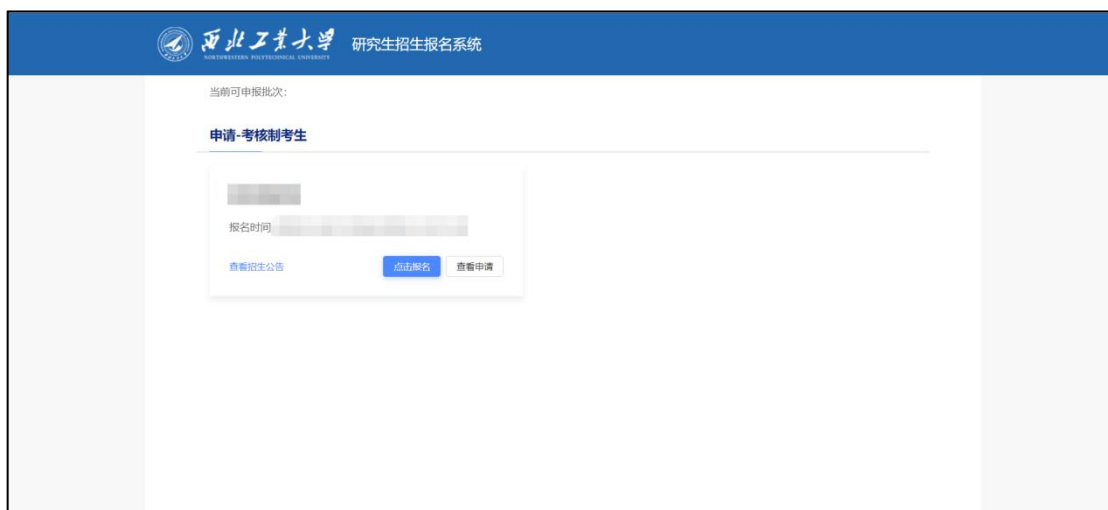 西北工业大学 研究生招生报名系统
NORTHWESTERN POLYTECHNICAL UNIVERSITY
当前可申报批次:
申请-考核制考生
报名时间
查看招生公告 点击报名 查看申请